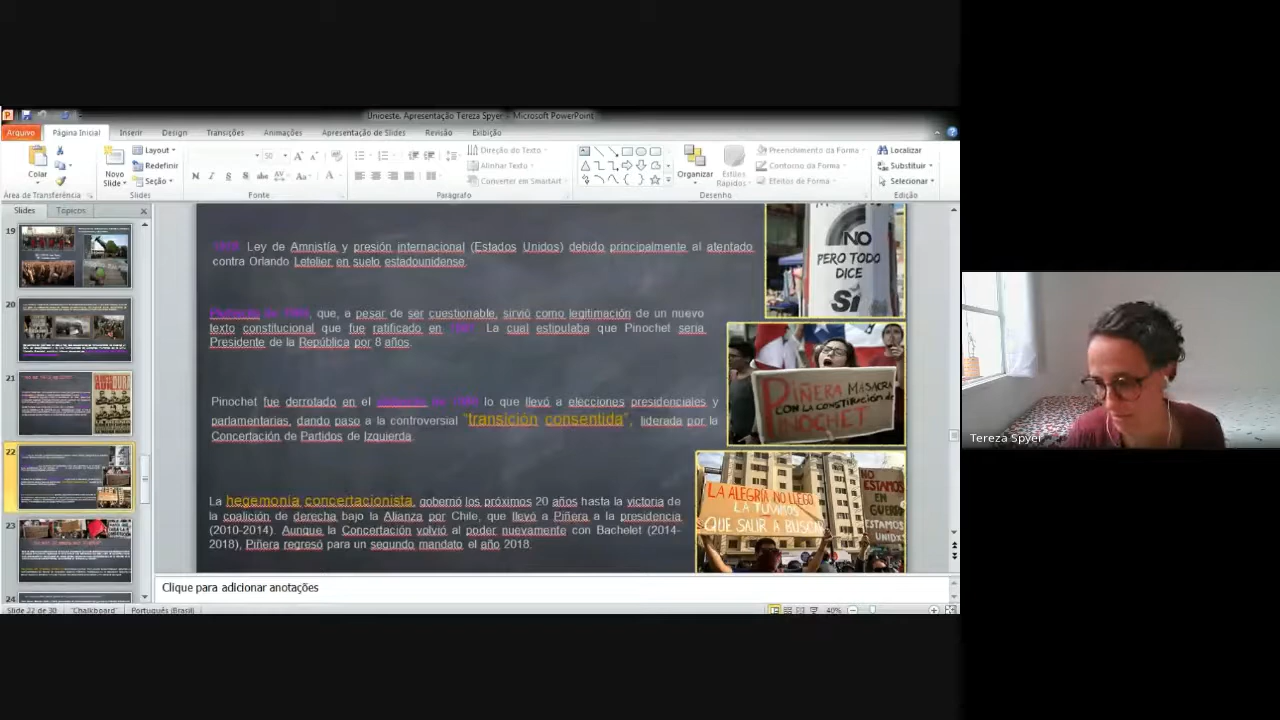 Unioeste. Apresentação Tereza Spyer - Microsoft PowerPoint
Arquivo Página Inicial Inserir Design Transições Animações Apresentação de Slides Revisão Exibição
Colar
Área de Transferência
Novo Slide
Layout
Redefinir
Seção
Slides
50
Fonte
Direção do Texto
Alinhar Texto
Converter em SmartArt
Parágrafo
Organizar
Estilos Rápidos
Preenchimento da Forma
Contorno da Forma
Efeitos de Forma
Desenho
Localizar
Substituir
Selecionar
Edição
Slides Tópicos
19
20
21
22
23
24
Ley de Amnistía y presión internacional (Estados Unidos) debido principalmente al atentado
contra Orlando Letelier en suelo estadounidense.
que, a pesar de ser cuestionable, sirvió como legitimación de un nuevo
texto constitucional que fue ratificado en La cual estipulaba que Pinochet sería
Presidente de la República por 8 años.
Pinochet fue derrotado en el lo que llevó a elecciones presidenciales y
parlamentarias, dando paso a la controversial "transición consentida", liderada por la
Concertación de Partidos de Izquierda.
La hegemonía concertacionista, gobernó los próximos 20 años hasta la victoria de
la coalición de derecha bajo la Alianza por Chile, que llevó a Piñera a la presidencia
(2010-2014). Aunque la Concertación volvió al poder nuevamente con Bachelet (2014-
2018), Piñera regresó para un segundo mandato el año 2018.
NO
PERO TODO
DICE
SÍ
PIÑERA MASACRA
CON LA CONSTITUCIÓN de
PINOCHET
LA ALEGRIA NO LLEGÓ
LA TUVIMOS
QUE SALIR A BUSCAR
NO
ESTAMOS
EN
GUERRA
ESTAMOS
UNIDXS
Clique para adicionar anotações
Slide 22 de 38 "Chalkboard" Português (Brasil) 40%
Tereza Spyer